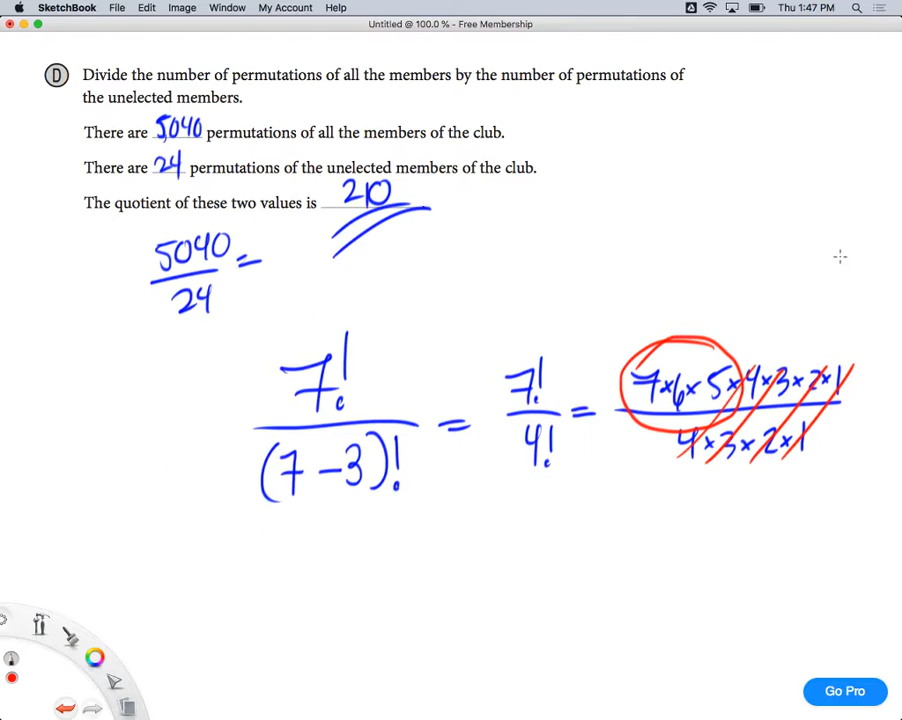 SketchBook File Edit Image Window My Account Help Thu 1:47 PM
Untitled @ 100.0 % - Free Membership
D Divide the number of permutations of all the members by the number of permutations of
the unelected members.
There are 5,040 permutations of all the members of the club.
There are 24 permutations of the unelected members of the club.
The quotient of these two values is 210
5040/24 =
7!/(7-3)! = 7!/4! = 7×6×5×4×3×2×1/4×3×2×1
Go Pro